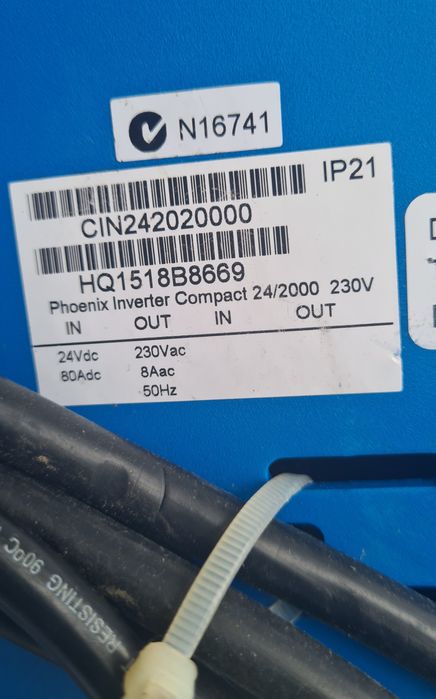 N16741
IP21
CIN242020000
HQ1518B8669
Phoenix Inverter Compact 24/2000 230V
IN OUT IN OUT
24Vdc 230Vac
80Adc 8Aac
50Hz
RESISTING 90ºC